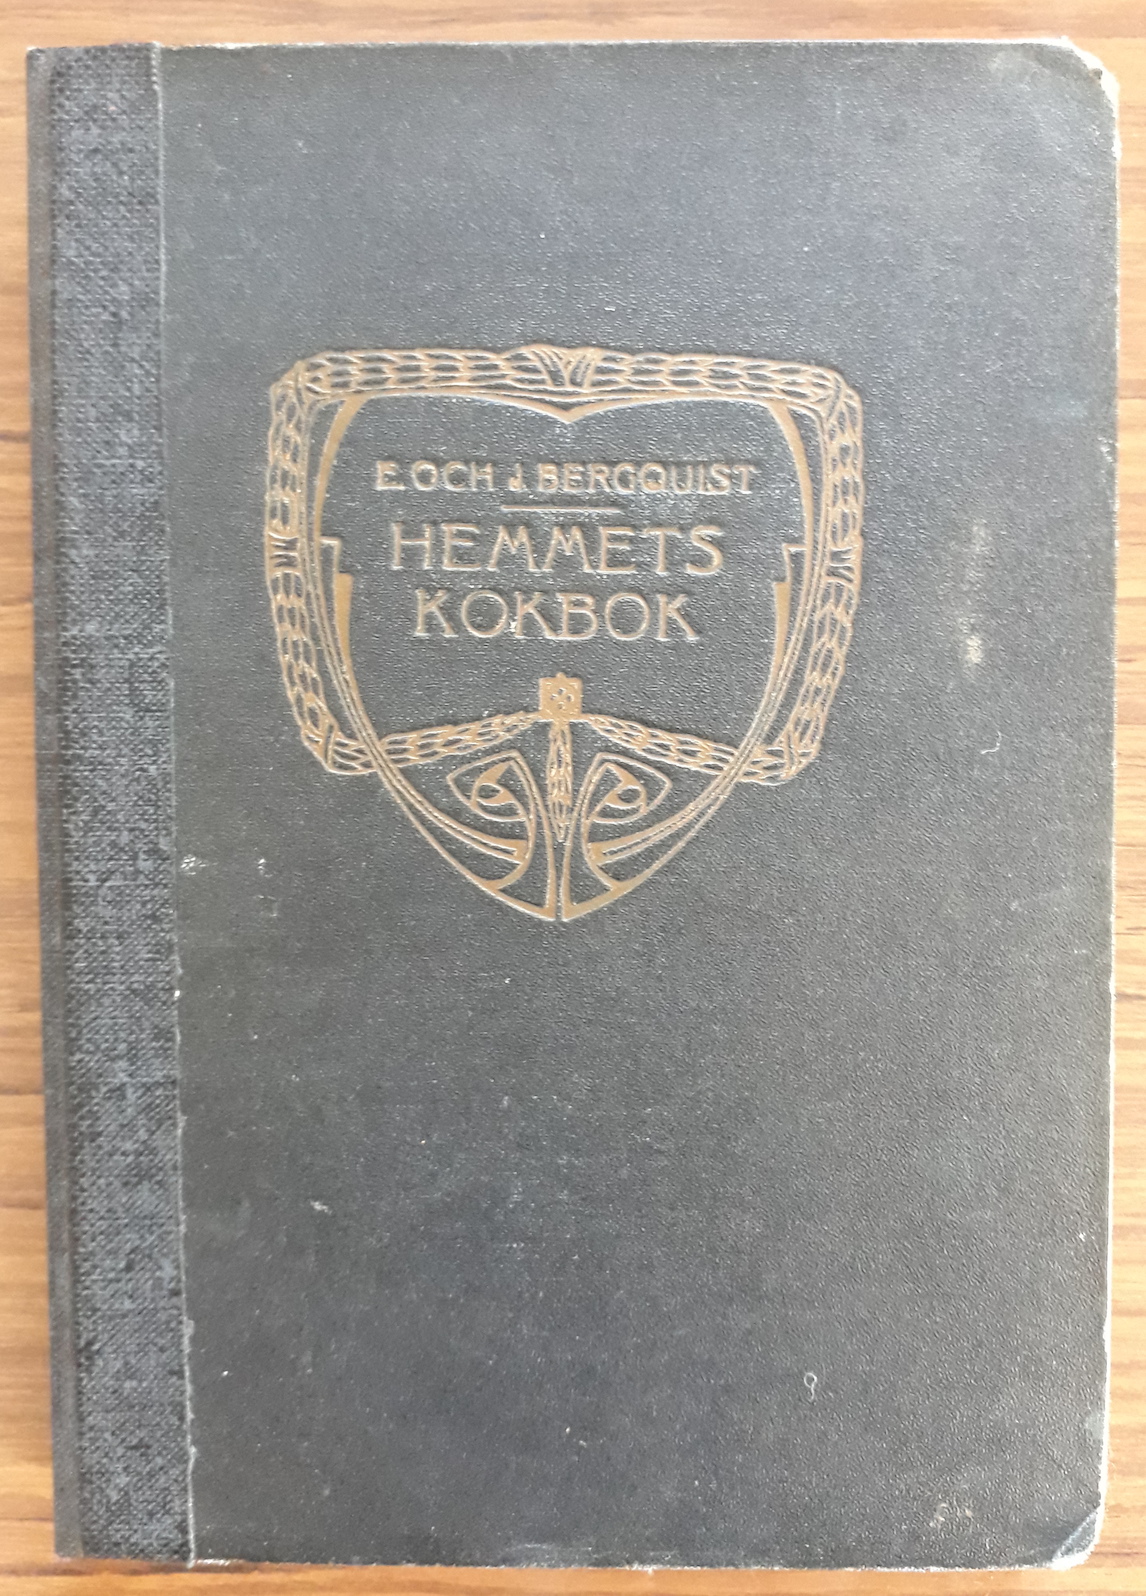 E. OCH J. BERGQUIST
HEMMETS
KOKBOK